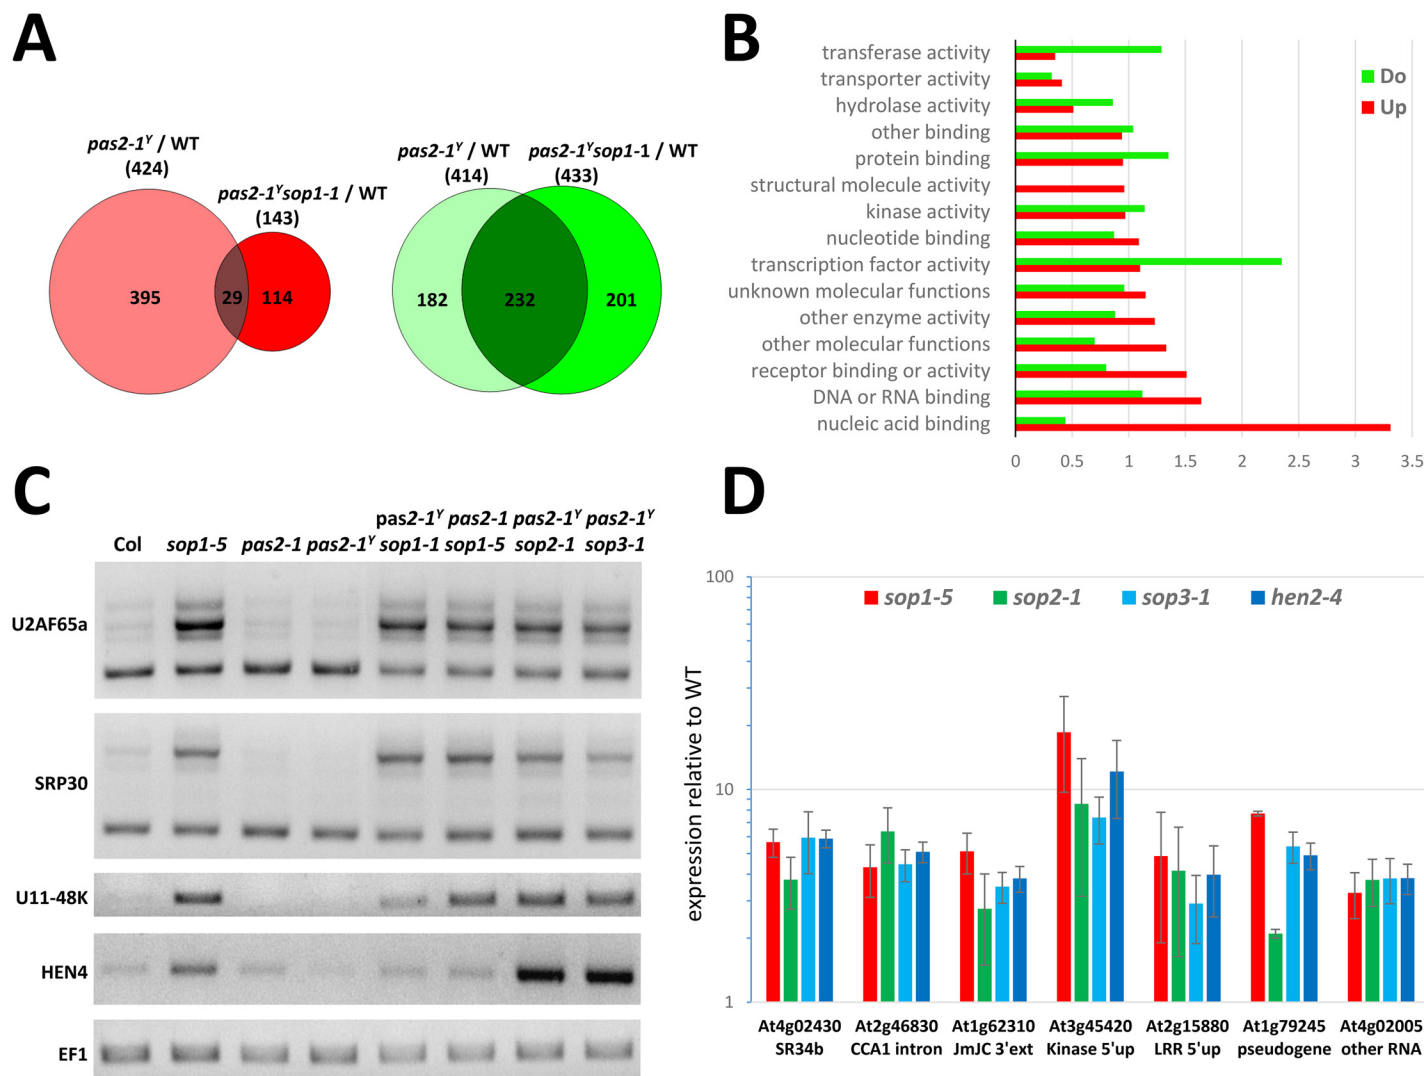 A
pas2-1ʸ / WT
(424)
pas2-1ʸsop1-1 / WT
(143)
395
29
114
pas2-1ʸ / WT
(414)
pas2-1ʸsop1-1 / WT
(433)
182
232
201
B
transferase activity
transporter activity
hydrolase activity
other binding
protein binding
structural molecule activity
kinase activity
nucleotide binding
transcription factor activity
unknown molecular functions
other enzyme activity
other molecular functions
receptor binding or activity
DNA or RNA binding
nucleic acid binding
Do
Up
0 0.5 1 1.5 2 2.5 3 3.5
C
pas2-1ʸ pas2-1 pas2-1ʸ pas2-1ʸ
Col sop1-5 pas2-1 pas2-1ʸ sop1-1 sop1-5 sop2-1 sop3-1
U2AF65a
SRP30
U11-48K
HEN4
EF1
D
expression relative to WT
100
10
1
sop1-5 sop2-1 sop3-1 hen2-4
At4g02430 At2g46830 At1g62310 At3g45420 At2g15880 At1g79245 At4g02005
SR34b CCA1 intron JmJC 3'ext Kinase 5'up LRR 5'up pseudogene other RNA